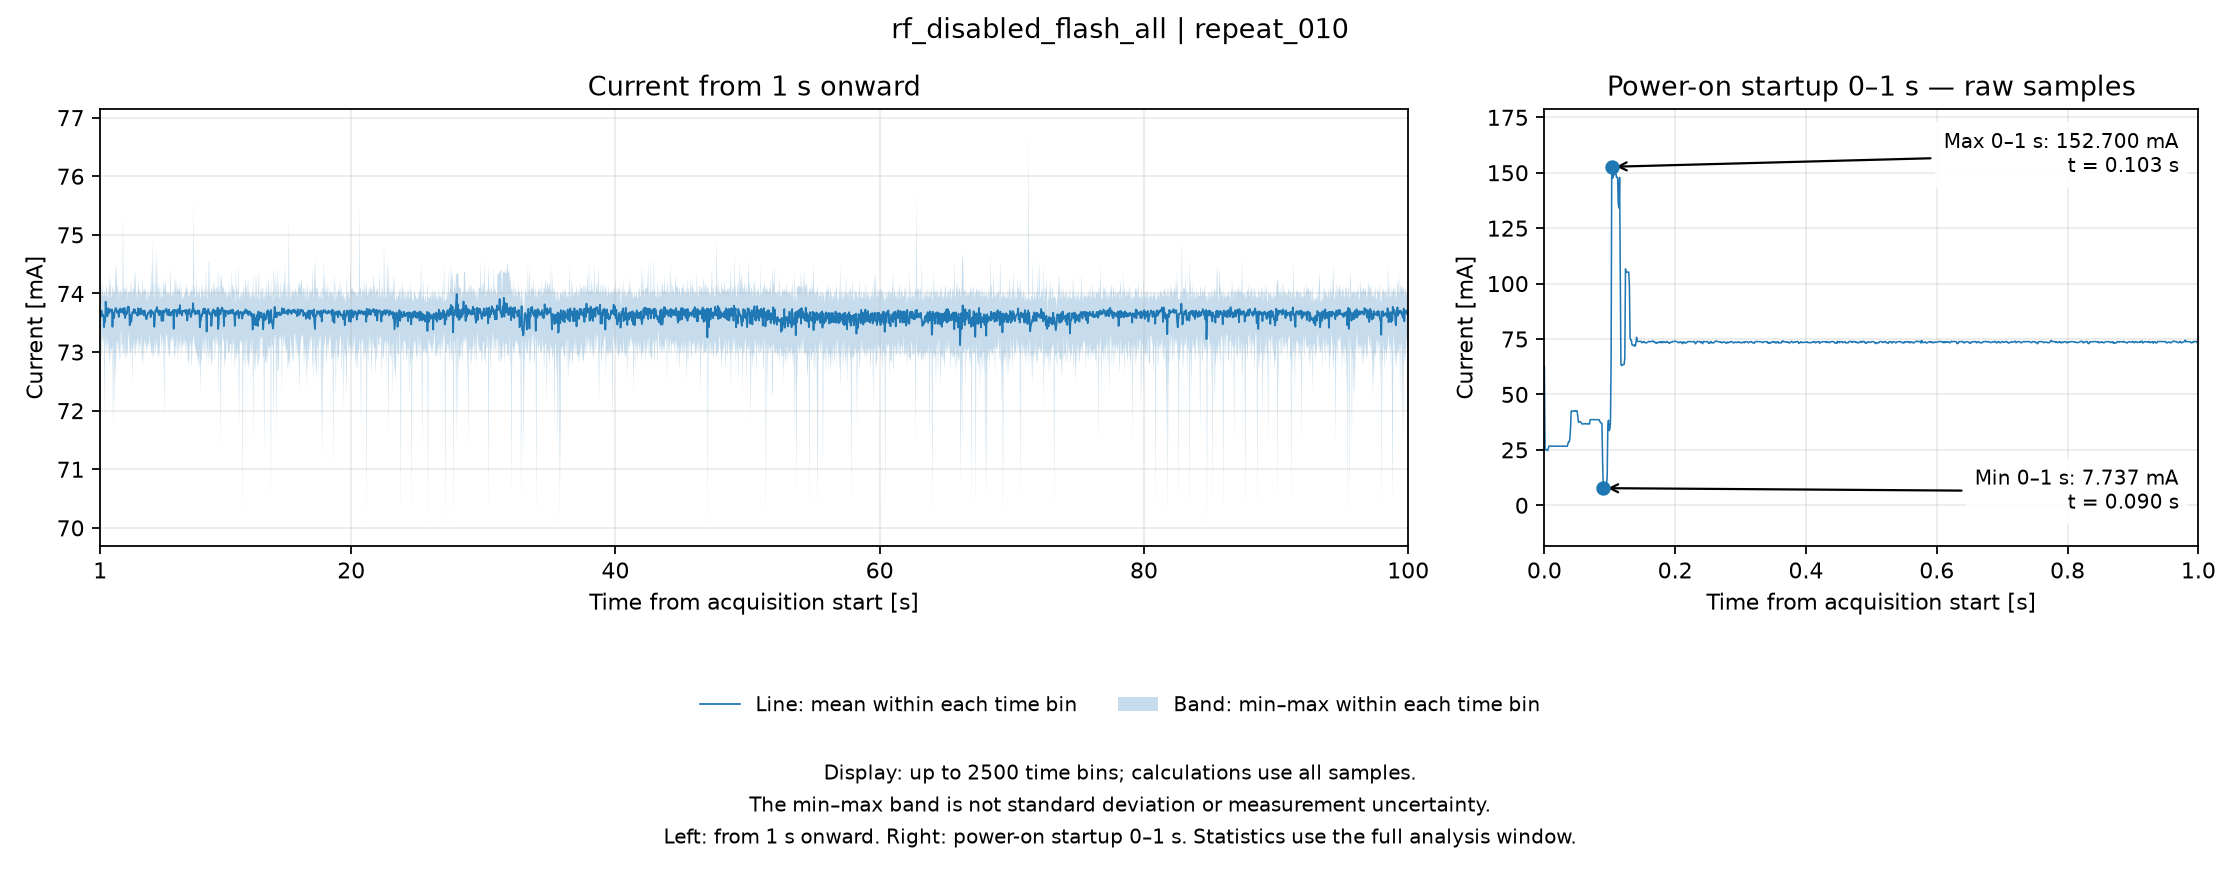 rf_disabled_flash_all | repeat_010
Current from 1 s onward
Current [mA]
77
76
75
74
73
72
71
70
1
20
40
60
80
100
Time from acquisition start [s]
Power-on startup 0–1 s — raw samples
Current [mA]
175
150
125
100
75
50
25
0
Max 0–1 s: 152.700 mA
t = 0.103 s
Min 0–1 s: 7.737 mA
t = 0.090 s
0.0
0.2
0.4
0.6
0.8
1.0
Time from acquisition start [s]
Line: mean within each time bin
Band: min–max within each time bin
Display: up to 2500 time bins; calculations use all samples.
The min–max band is not standard deviation or measurement uncertainty.
Left: from 1 s onward. Right: power-on startup 0–1 s. Statistics use the full analysis window.